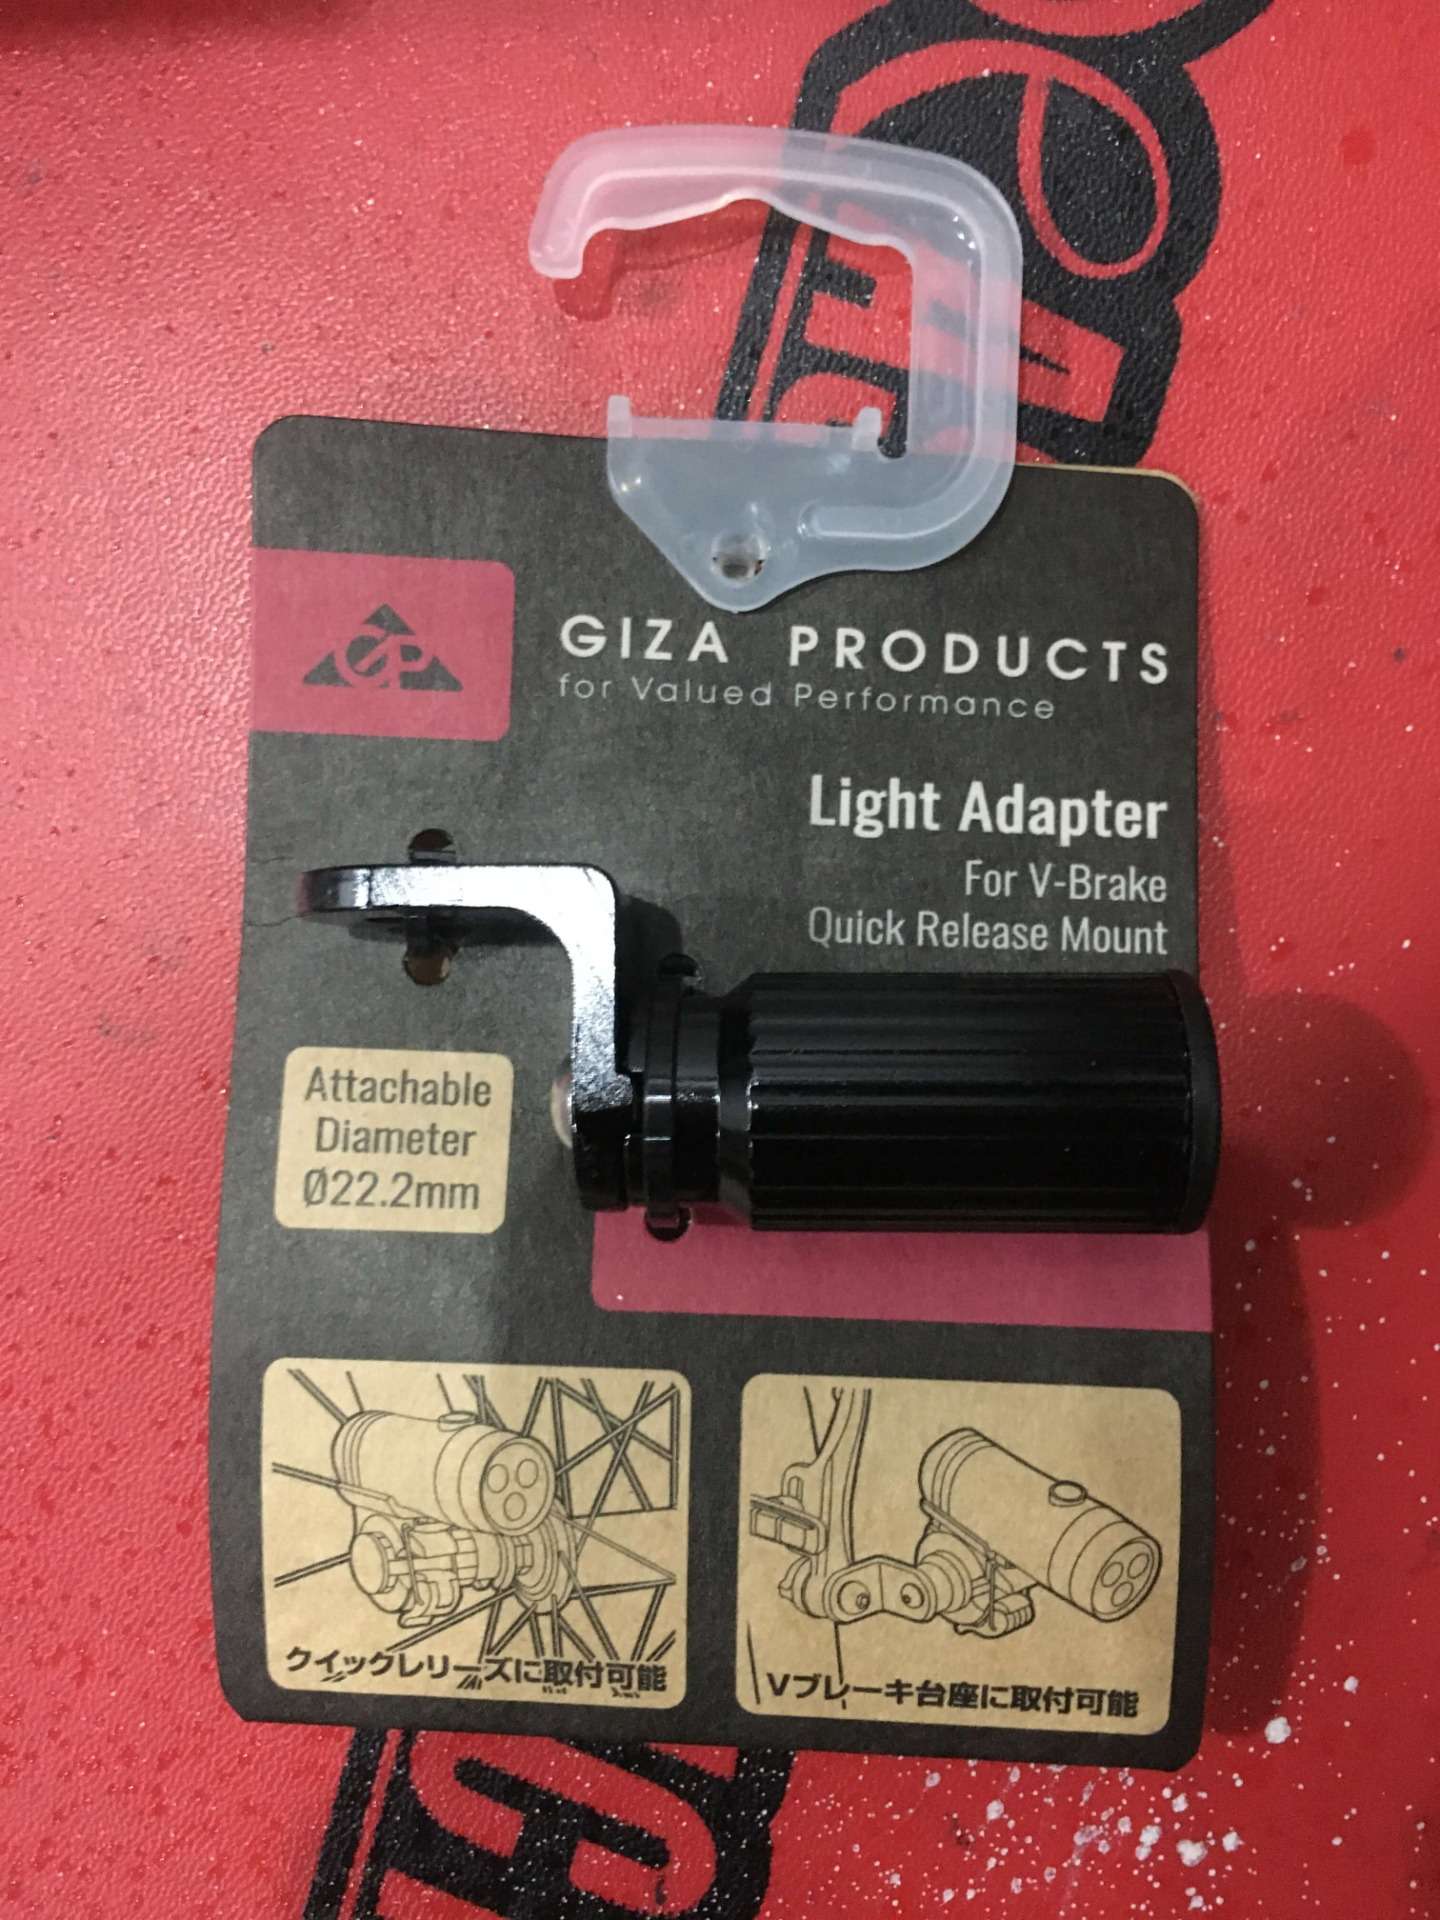 GP
GIZA PRODUCTS
for Valued Performance
Light Adapter
For V-Brake
Quick Release Mount
Attachable
Diameter
Ø22.2mm
クイックレリーズに取付可能
Vブレーキ台座に取付可能